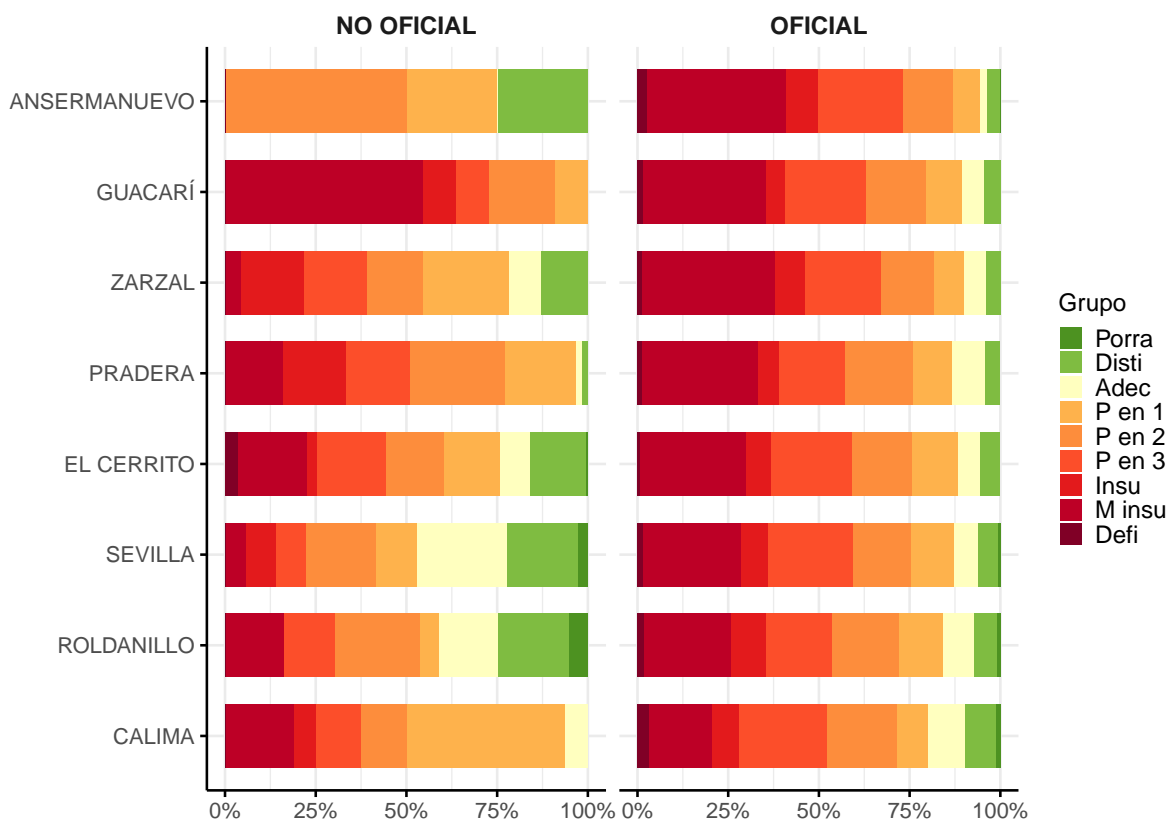 NO OFICIAL
OFICIAL
ANSERMANUEVO
GUACARÍ
ZARZAL
PRADERA
EL CERRITO
SEVILLA
ROLDANILLO
CALIMA
0%
25%
50%
75%
100%
0%
25%
50%
75%
100%
Grupo
Porra
Disti
Adec
P en 1
P en 2
P en 3
Insu
M insu
Defi